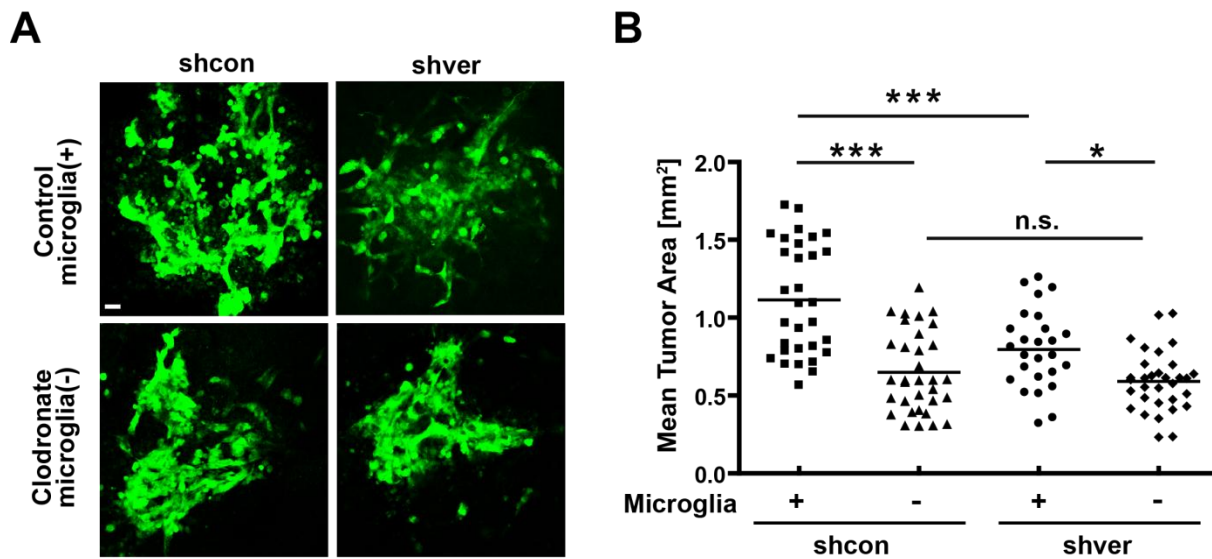 A
shcon shver
Control
microglia(+)
Clodronate
microglia(-)
B
***
*** *
n.s.
Mean Tumor Area [mm²]
2.0
1.5
1.0
0.5
0.0
Microglia + - + -
shcon shver